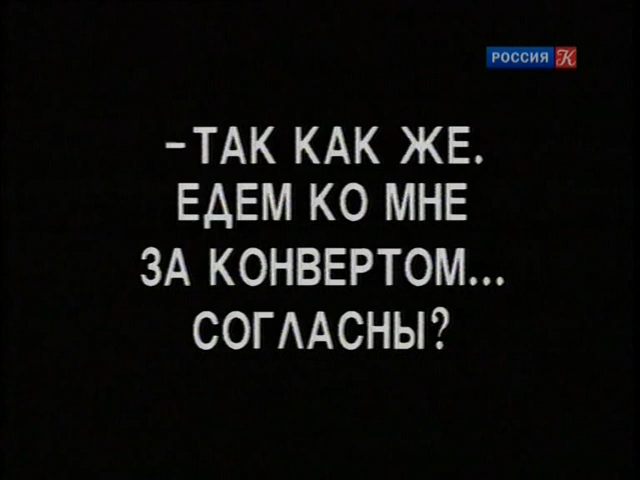 РОССИЯ К
-ТАК КАК ЖЕ.
ЕДЕМ КО МНЕ
ЗА КОНВЕРТОМ...
СОГЛАСНЫ?